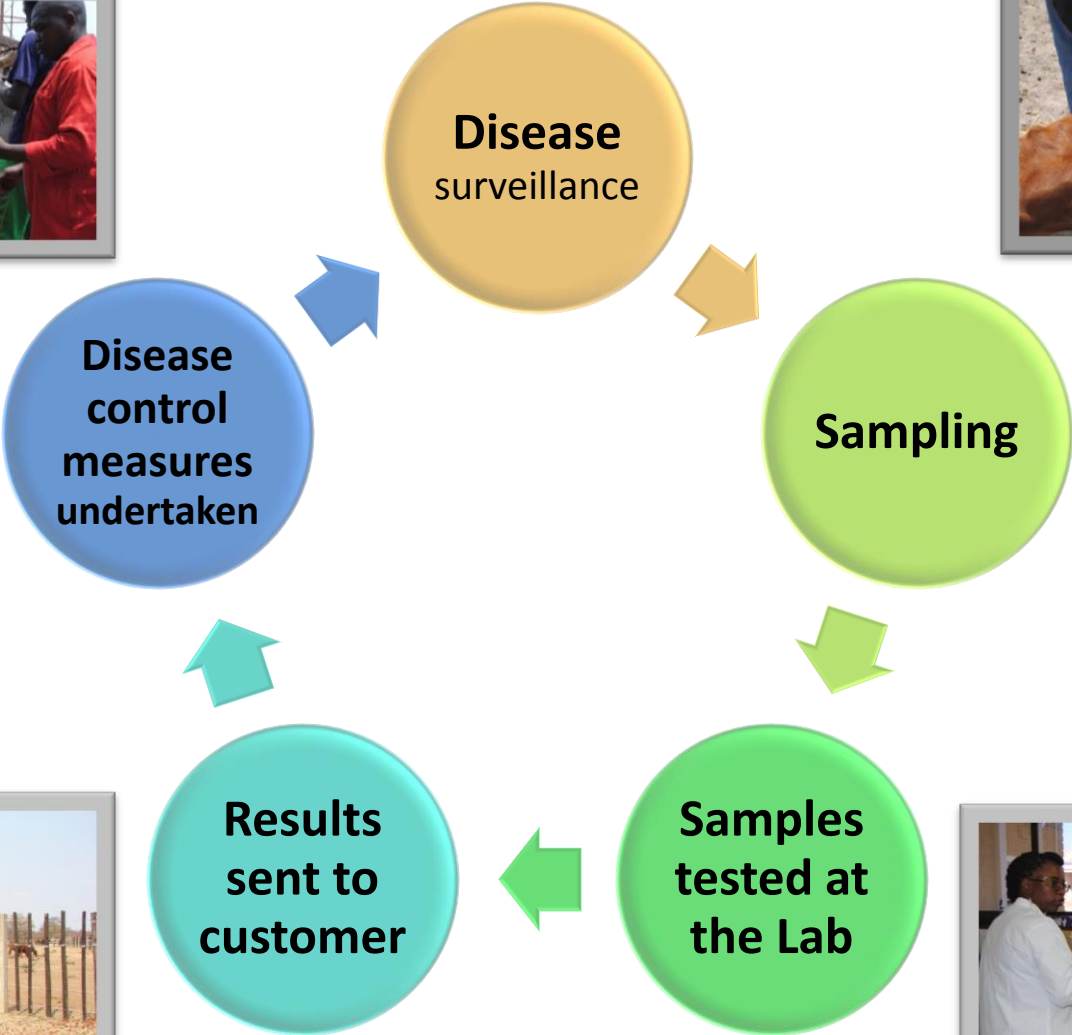 Disease
surveillance
Sampling
Samples
tested at
the Lab
Results
sent to
customer
Disease
control
measures
undertaken